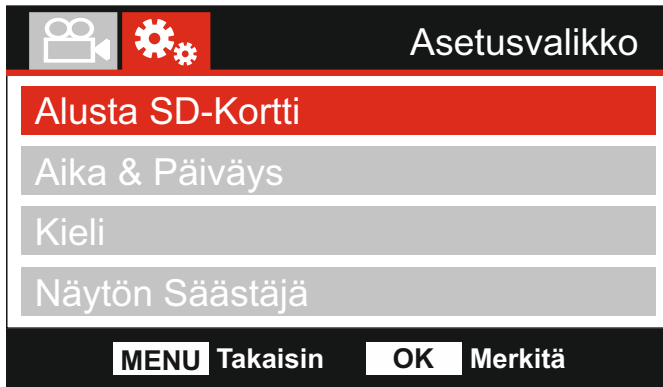 Asetusvalikko
Alusta SD-Kortti
Aika & Päiväys
Kieli
Näytön Säästäjä
MENU Takaisin OK Merkitä